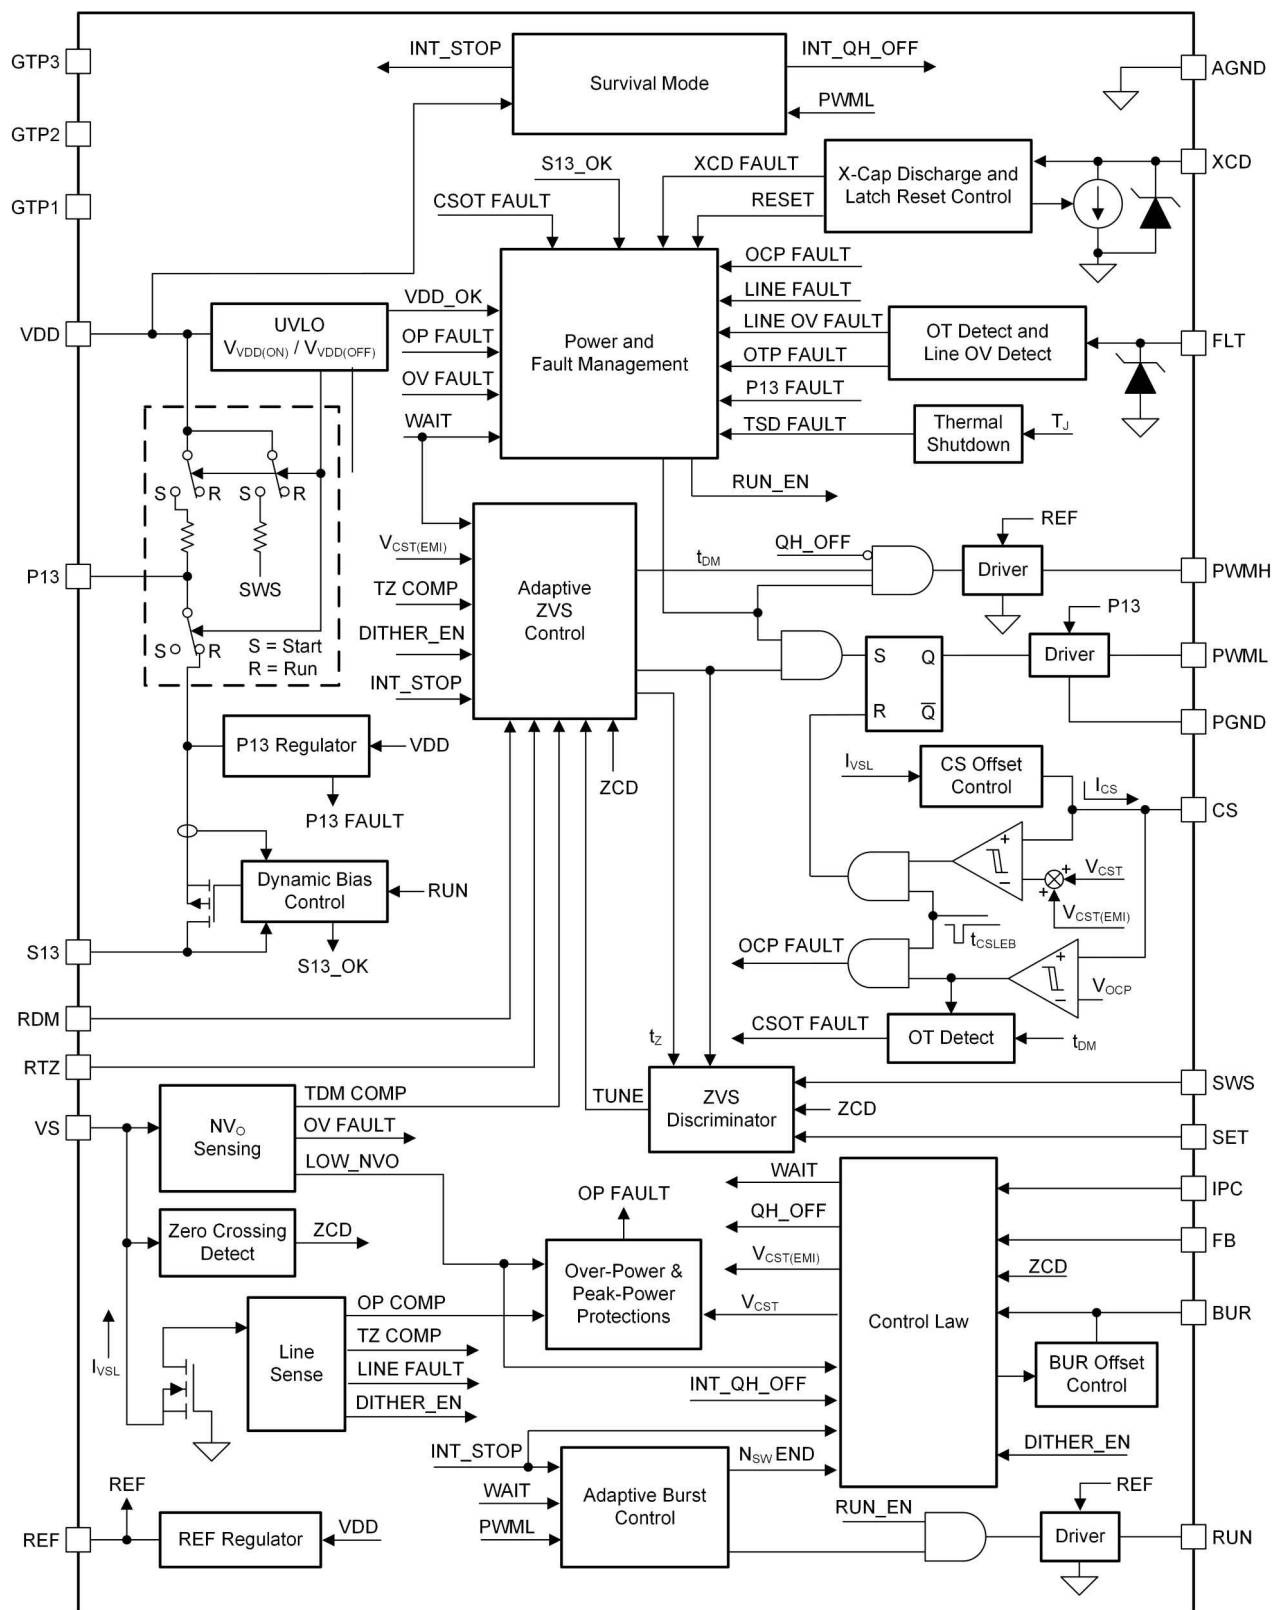 GTP3
GTP2
GTP1
VDD
P13
S13
RDM
RTZ
VS
REF
AGND
XCD
FLT
PWMH
PWML
PGND
CS
SWS
SET
IPC
FB
BUR
RUN
INT_STOP
Survival Mode
INT_QH_OFF
PWML
S13_OK
CSOT FAULT
XCD FAULT
RESET
X-Cap Discharge and
Latch Reset Control
UVLO
VVDD(ON) / VVDD(OFF)
VDD_OK
OP FAULT
OV FAULT
WAIT
Power and
Fault Management
OCP FAULT
LINE FAULT
LINE OV FAULT
OTP FAULT
P13 FAULT
TSD FAULT
OT Detect and
Line OV Detect
Thermal
Shutdown
TJ
RUN_EN
S
R
S
R
SWS
S
R
S = Start
R = Run
VCST(EMI)
TZ COMP
DITHER_EN
INT_STOP
Adaptive
ZVS
Control
tDM
QH_OFF
REF
Driver
P13
Driver
S
Q
R
Q
P13 Regulator
VDD
P13 FAULT
ZCD
IVSL
CS Offset
Control
ICS
Dynamic Bias
Control
RUN
S13_OK
+
−
+
+
VCST
VCST(EMI)
tCSLEB
OCP FAULT
+
−
VOCP
CSOT FAULT
OT Detect
tDM
tZ
TUNE
ZVS
Discriminator
ZCD
NVO
Sensing
TDM COMP
OV FAULT
LOW_NVO
Zero Crossing
Detect
ZCD
OP FAULT
Over-Power &
Peak-Power
Protections
WAIT
QH_OFF
VCST(EMI)
VCST
Control Law
ZCD
BUR Offset
Control
DITHER_EN
IVSL
Line
Sense
OP COMP
TZ COMP
LINE FAULT
DITHER_EN
INT_QH_OFF
INT_STOP
WAIT
PWML
Adaptive Burst
Control
NSW END
RUN_EN
REF
Driver
REF
REF Regulator
VDD